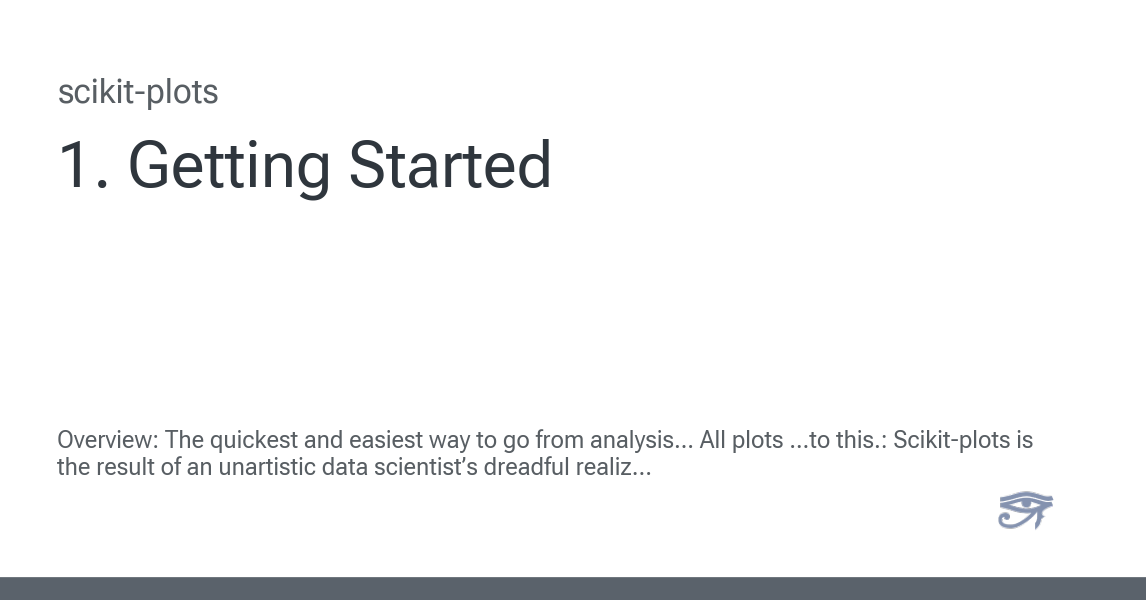 scikit-plots
1. Getting Started
Overview: The quickest and easiest way to go from analysis... All plots ...to this.: Scikit-plots is
the result of an unartistic data scientist’s dreadful realiz...